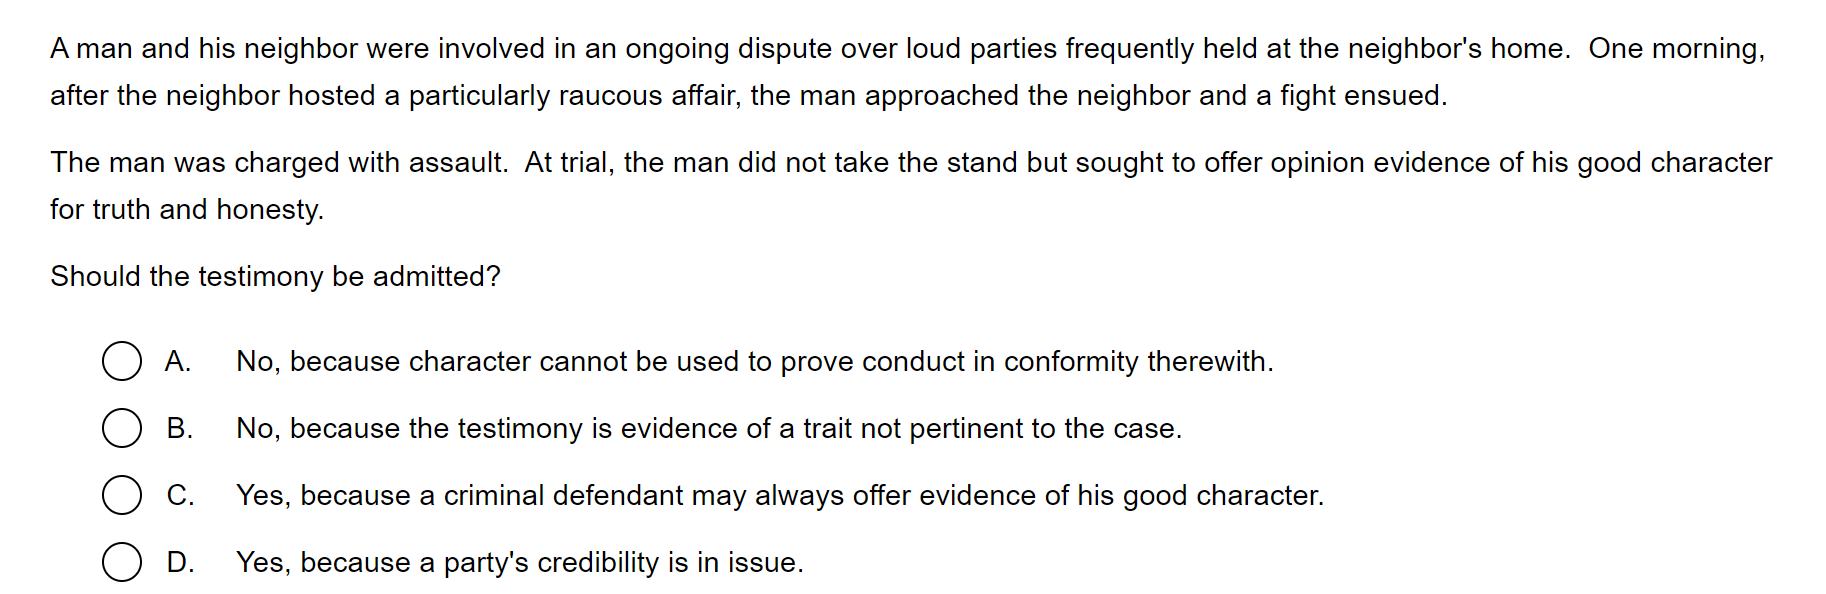 A man and his neighbor were involved in an ongoing dispute over loud parties frequently held at the neighbor's home.  One morning,
after the neighbor hosted a particularly raucous affair, the man approached the neighbor and a fight ensued.
The man was charged with assault.  At trial, the man did not take the stand but sought to offer opinion evidence of his good character
for truth and honesty.
Should the testimony be admitted?
A. No, because character cannot be used to prove conduct in conformity therewith.
B. No, because the testimony is evidence of a trait not pertinent to the case.
C. Yes, because a criminal defendant may always offer evidence of his good character.
D. Yes, because a party's credibility is in issue.